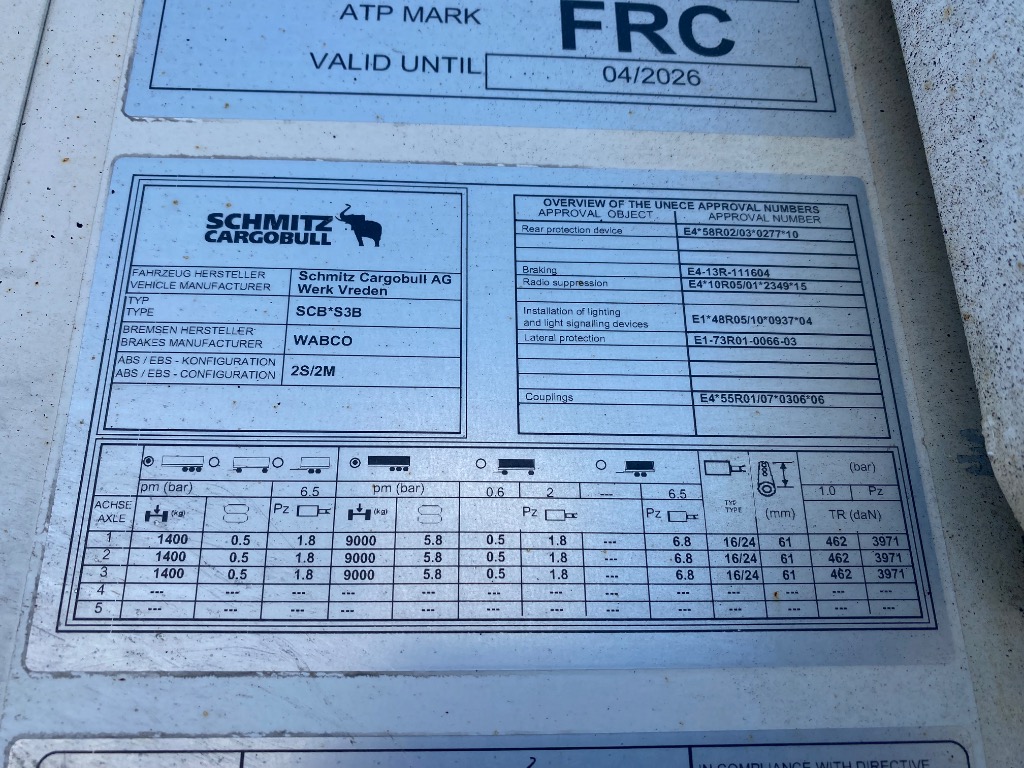 ATP MARK FRC
VALID UNTIL 04/2026
SCHMITZ
CARGOBULL
FAHRZEUG HERSTELLER
VEHICLE MANUFACTURER
Schmitz Cargobull AG
Werk Vreden
TYP
TYPE
SCB*S3B
BREMSEN HERSTELLER
BRAKES MANUFACTURER
WABCO
ABS / EBS - KONFIGURATION
ABS / EBS - CONFIGURATION
2S/2M
OVERVIEW OF THE UNECE APPROVAL NUMBERS
APPROVAL OBJECT APPROVAL NUMBER
Rear protection device E4*58R02/03*0277*10
Braking E4-13R-111604
Radio suppression E4*10R05/01*2349*15
Installation of lighting
and light signalling devices E1*48R05/10*0937*04
Lateral protection E1-73R01-0066-03
Couplings E4*55R01/07*0306*06
(bar)
pm (bar) 6.5 pm (bar) 0.6 2 --- 6.5 1.0 Pz
ACHSE
AXLE
(kg) Pz (kg) Pz Pz TYP
TYPE
(mm) TR (daN)
1 1400 0.5 1.8 9000 5.8 0.5 1.8 --- 6.8 16/24 61 462 3971
2 1400 0.5 1.8 9000 5.8 0.5 1.8 --- 6.8 16/24 61 462 3971
3 1400 0.5 1.8 9000 5.8 0.5 1.8 --- 6.8 16/24 61 462 3971
4 --- --- --- --- --- --- --- --- --- --- --- --- ---
5 --- --- --- --- --- --- --- --- --- --- --- --- ---
IN COMPLIANCE WITH DIRECTIVE